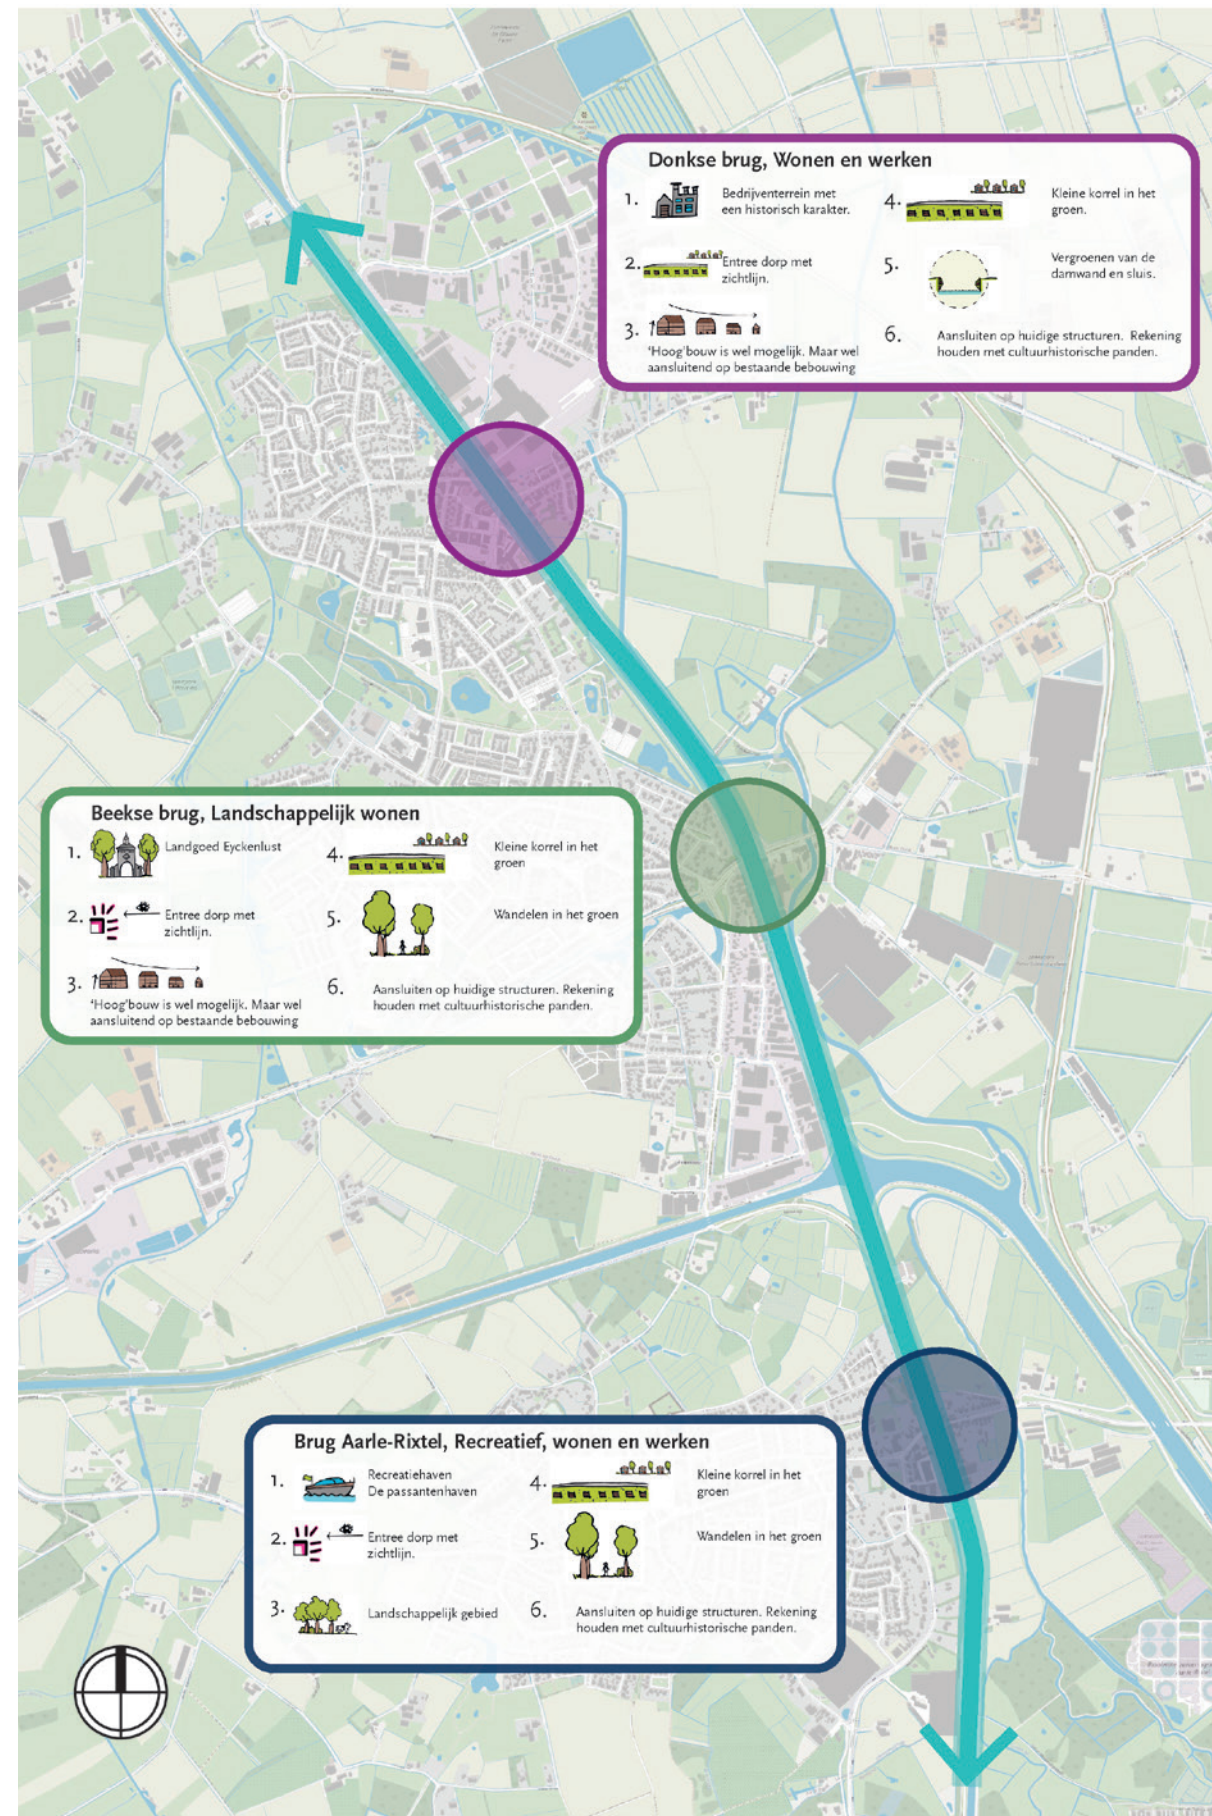 Donkse brug, Wonen en werken
1.
Bedrijventerrein met
een historisch karakter.
2.
Entree dorp met
zichtlijn.
3.
'Hoog'bouw is wel mogelijk. Maar wel
aansluitend op bestaande bebouwing
4.
Kleine korrel in het
groen.
5.
Vergroenen van de
damwand en sluis.
6.
Aansluiten op huidige structuren. Rekening
houden met cultuurhistorische panden.
Beekse brug, Landschappelijk wonen
1.
Landgoed Eyckenlust
2.
Entree dorp met
zichtlijn.
3.
'Hoog'bouw is wel mogelijk. Maar wel
aansluitend op bestaande bebouwing
4.
Kleine korrel in het
groen
5.
Wandelen in het groen
6.
Aansluiten op huidige structuren. Rekening
houden met cultuurhistorische panden.
Brug Aarle-Rixtel, Recreatief, wonen en werken
1.
Recreatiehaven
De passantenhaven
2.
Entree dorp met
zichtlijn.
3.
Landschappelijk gebied
4.
Kleine korrel in het
groen
5.
Wandelen in het groen
6.
Aansluiten op huidige structuren. Rekening
houden met cultuurhistorische panden.